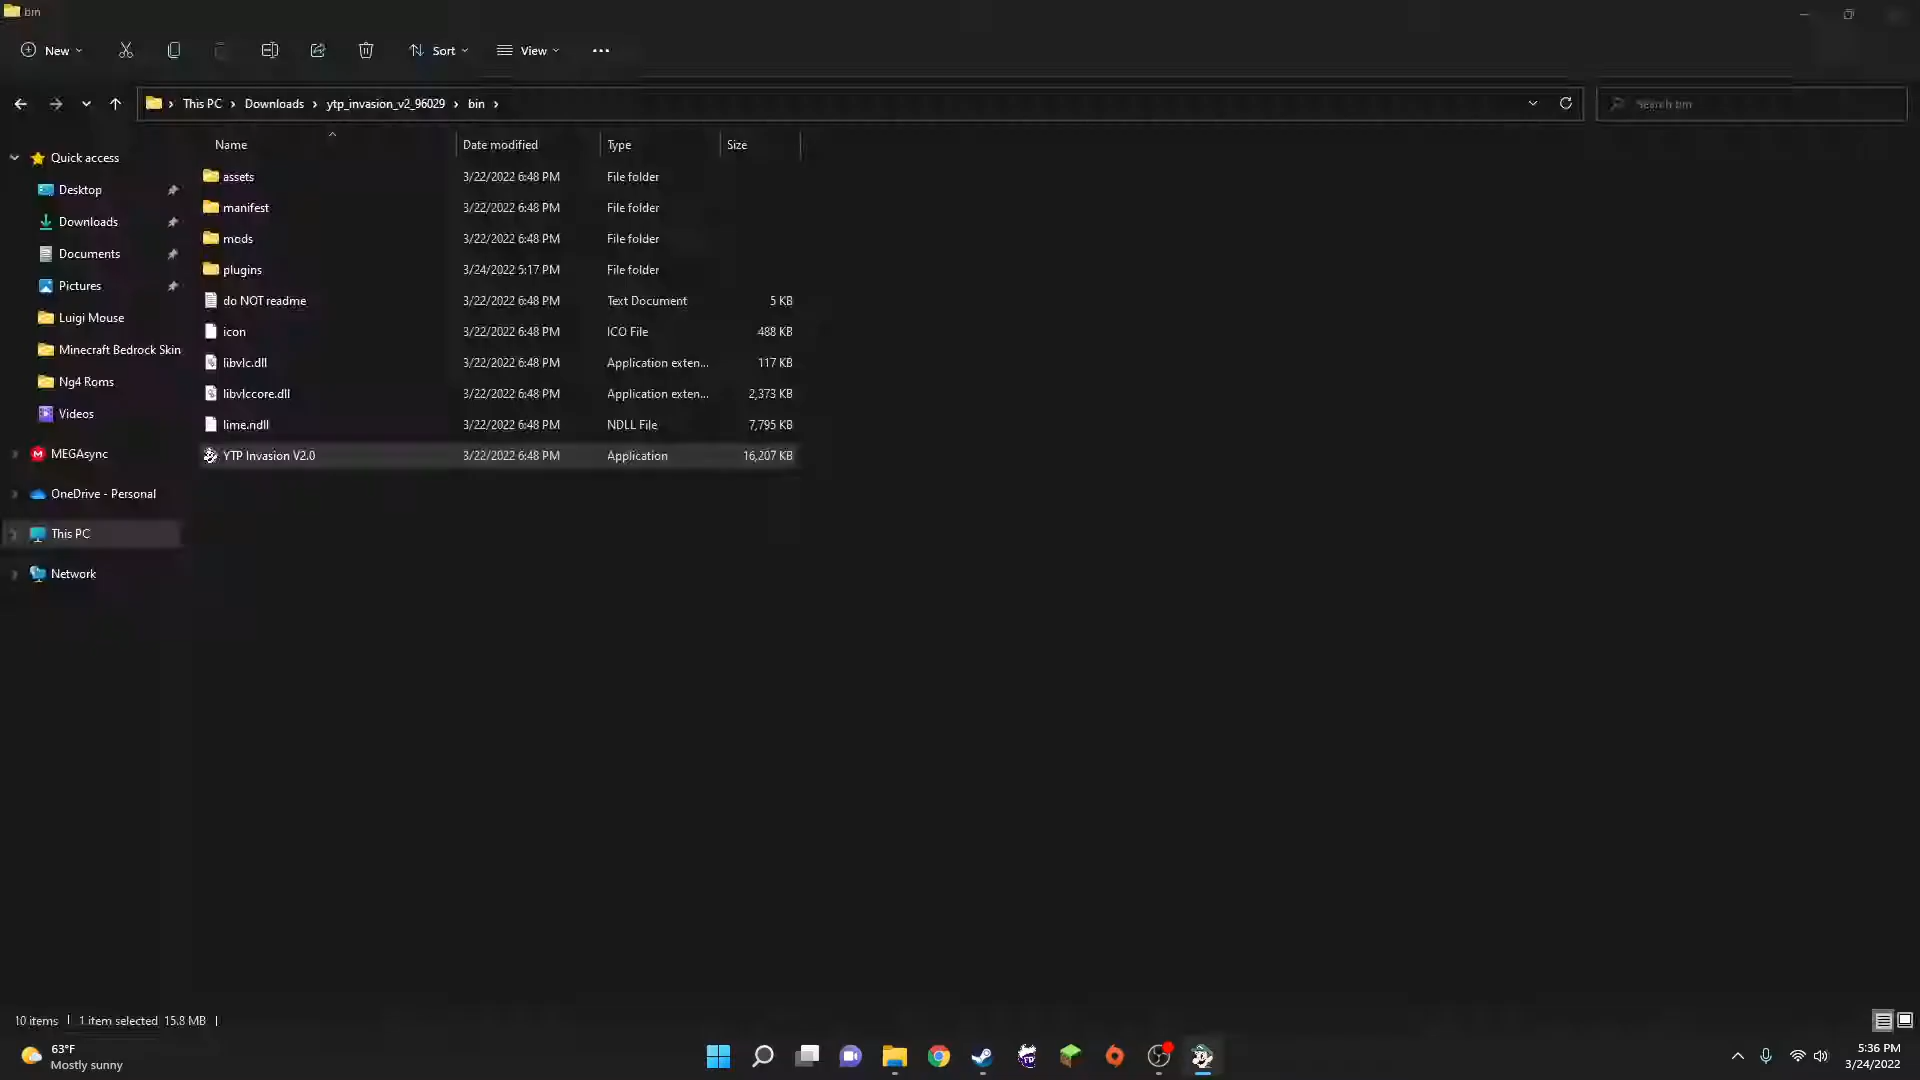 bin
New
Sort
View
This PC > Downloads > ytp_invasion_v2_96029 > bin >
Search bin
Name Date modified Type Size
Quick access
Desktop
Downloads
Documents
Pictures
Luigi Mouse
Minecraft Bedrock Skin
Ng4 Roms
Videos
MEGAsync
OneDrive - Personal
This PC
Network
assets 3/22/2022 6:48 PM File folder
manifest 3/22/2022 6:48 PM File folder
mods 3/22/2022 6:48 PM File folder
plugins 3/24/2022 5:17 PM File folder
do NOT readme 3/22/2022 6:48 PM Text Document 5 KB
icon 3/22/2022 6:48 PM ICO File 488 KB
libvlc.dll 3/22/2022 6:48 PM Application exten... 117 KB
libvlccore.dll 3/22/2022 6:48 PM Application exten... 2,373 KB
lime.ndll 3/22/2022 6:48 PM NDLL File 7,795 KB
YTP Invasion V2.0 3/22/2022 6:48 PM Application 16,207 KB
10 items | 1 item selected 15.8 MB |
63°F
Mostly sunny
5:36 PM
3/24/2022